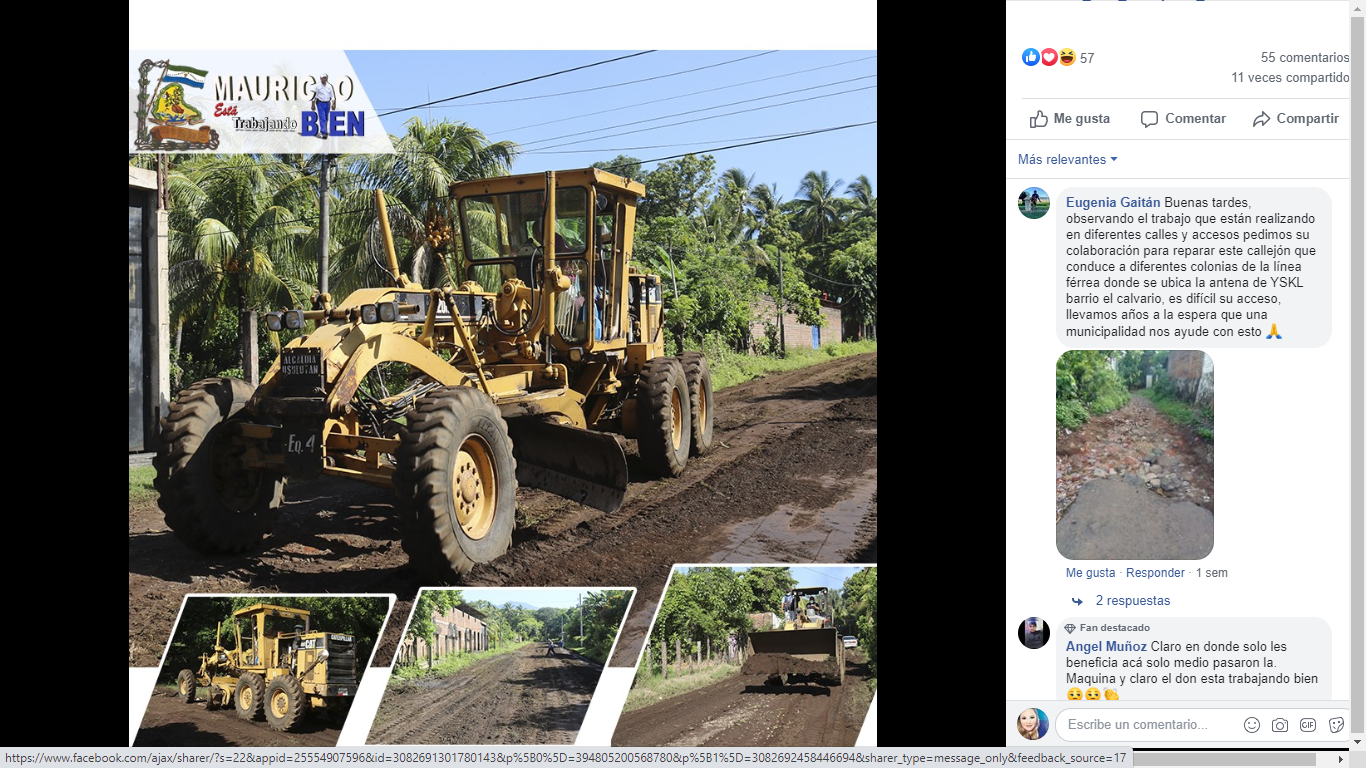 MAURICIO
Está
Trabajando
BIEN
ALCALDIA
USULUTAN
Eq. 4
CAT
CATERPILLAR
57
55 comentarios
11 veces compartido
Me gusta
Comentar
Compartir
Más relevantes
Eugenia Gaitán Buenas tardes,
observando el trabajo que están realizando
en diferentes calles y accesos pedimos su
colaboración para reparar este callejón que
conduce a diferentes colonias de la línea
férrea donde se ubica la antena de YSKL
barrio el calvario, es difícil su acceso,
llevamos años a la espera que una
municipalidad nos ayude con esto 🙏
Me gusta · Responder · 1 sem
2 respuestas
Fan destacado
Angel Muñoz Claro en donde solo les
beneficia acá solo medio pasaron la.
Maquina y claro el don esta trabajando bien
Escribe un comentario...
GIF
https://www.facebook.com/ajax/sharer/?s=22&appid=25554907596&id=3082691301780143&p%5B0%5D=394805200568780&p%5B1%5D=3082692458446694&sharer_type=message_only&feedback_source=17